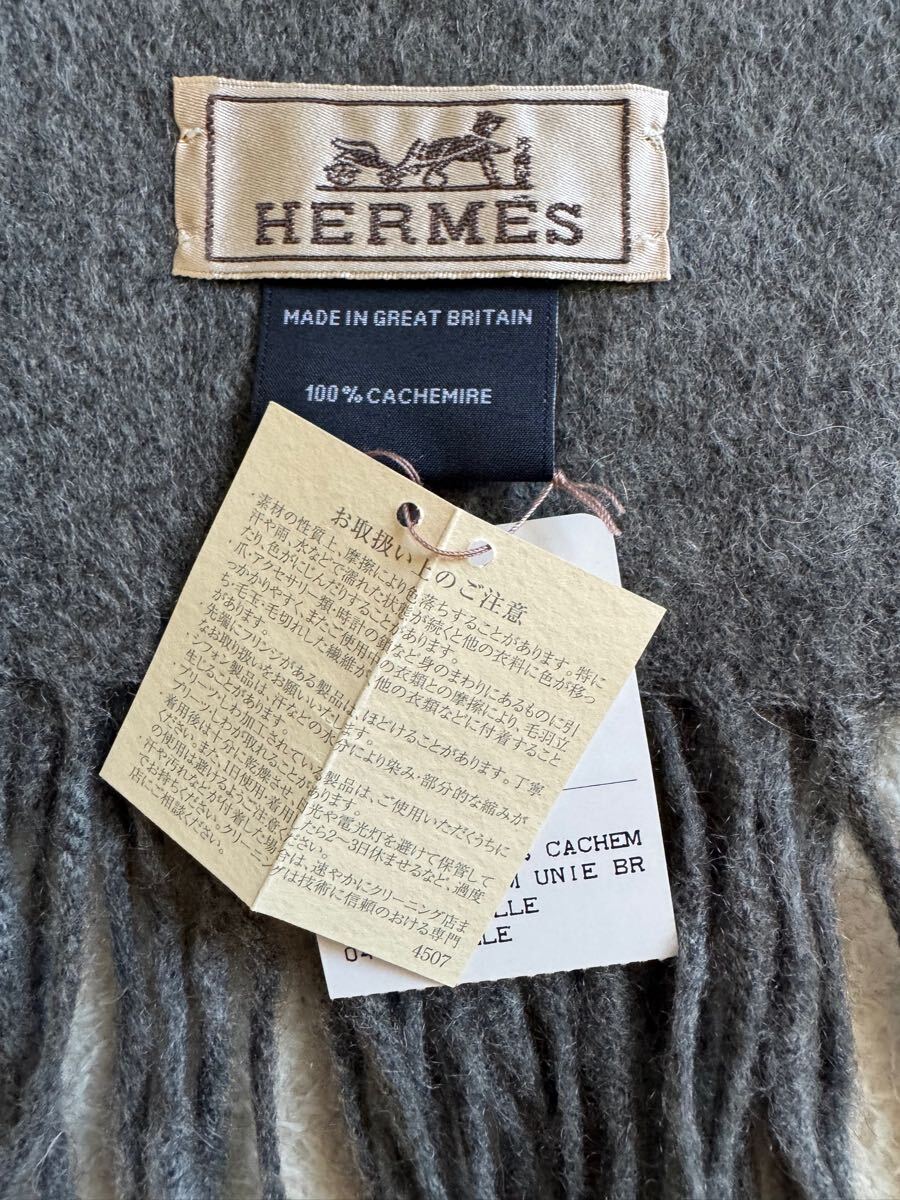 HERMÈS
MADE IN GREAT BRITAIN
100% CACHEMIRE
お取扱い上のご注意
・素材の性質上、摩擦により色落ちすることがあります。特に
汗や雨、水などで濡れた状態が続くと他の衣料に色が移っ
たり、色がにじんだりすることがあります。
・爪・アクセサリー類・時計の鋲など身のまわりにあるものに引
っかかりやすく、またご使用中の衣類との摩擦により、毛羽立
ち・毛玉、毛切れした繊維が、他の衣類などに付着すること
があります。
・先端にフリンジがある製品は、ほどけることがあります。丁寧
なお取り扱いをお願いいたします。
・シフォン製品は、汗などの水分により染み・部分的な縮みが
生じることがあります。
・プリーツ、しわ加工されている製品は、ご使用いただくうちに
プリーツ、しわが取れることがあります。
・着用後は十分に乾燥させ、日光や電光灯を避けて保管して
ください。また、1日使用(着用)したら2～3日休ませるなど、過度
の使用は避けるようご注意ください。
・汗や汚れなどが付着した場合は、速やかにクリーニング店ま
でお持ちください。クリーニングは技術に信頼のおける専門
店にご相談ください。
4507
CACHEM
UNIE BR
LLE
LE